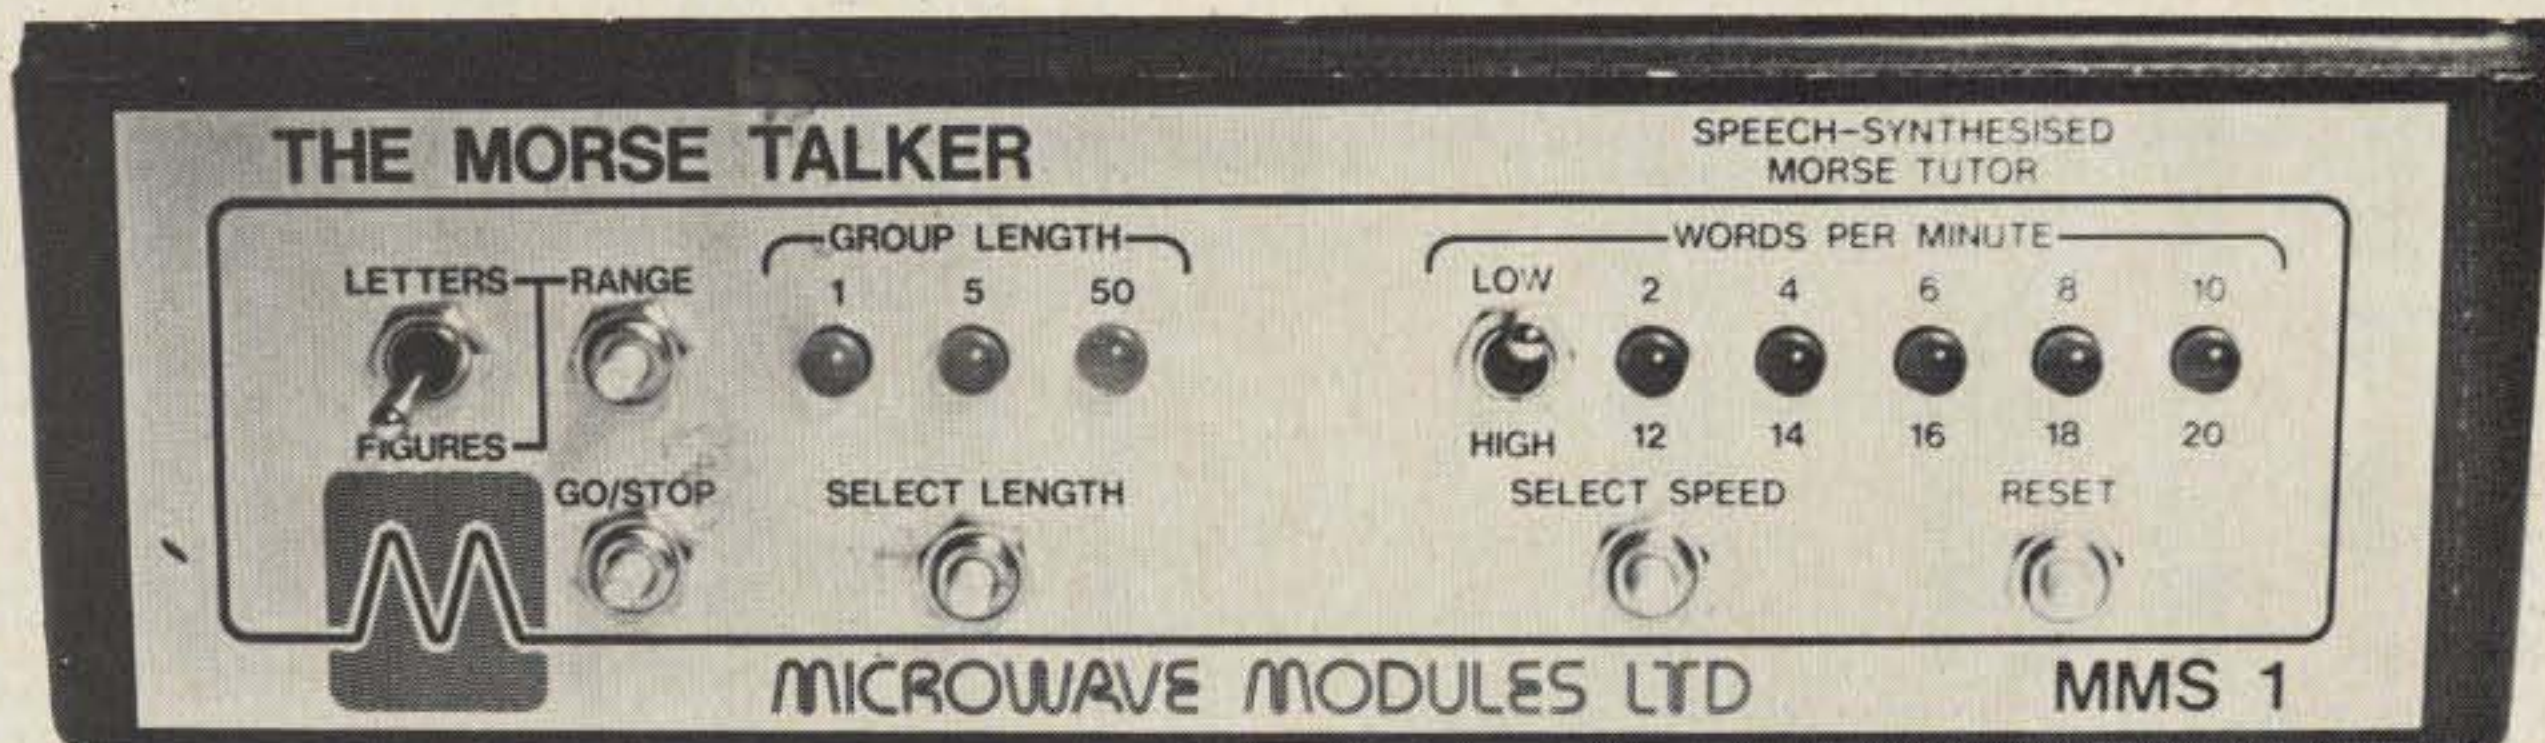 THE MORSE TALKER
SPEECH-SYNTHESISED
MORSE TUTOR
GROUP LENGTH
WORDS PER MINUTE
LETTERS RANGE
1 5 50
LOW 2 4 6 8 10
FIGURES
HIGH 12 14 16 18 20
GO/STOP SELECT LENGTH SELECT SPEED RESET
MICROWAVE MODULES LTD MMS 1